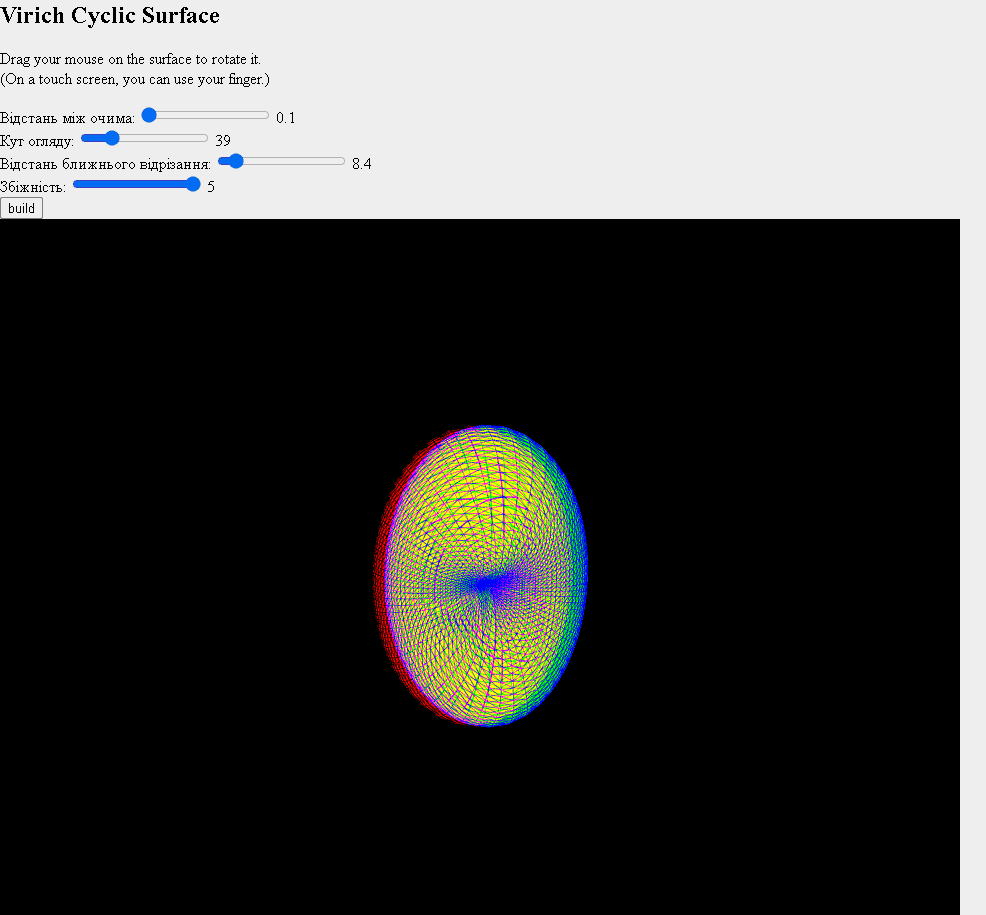 Virich Cyclic Surface
Drag your mouse on the surface to rotate it.
(On a touch screen, you can use your finger.)
Відстань між очима: 0.1
Кут огляду: 39
Відстань ближнього відрізання: 8.4
Збіжність: 5
build